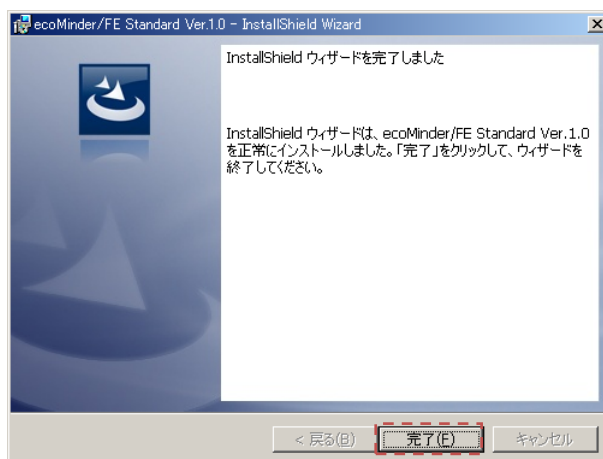 ecoMinder/FE Standard Ver.1.0 - InstallShield Wizard
InstallShield ウィザードを完了しました
InstallShield ウィザードは、ecoMinder/FE Standard Ver.1.0
を正常にインストールしました。「完了」をクリックして、ウィザードを
終了してください。
< 戻る(B) 完了(F) キャンセル